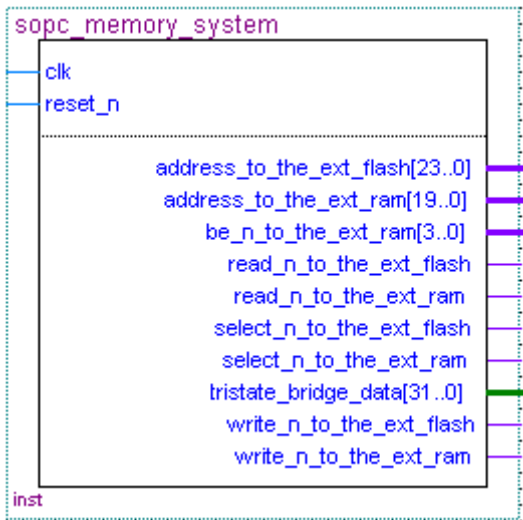 sopc_memory_system
clk
reset_n
address_to_the_ext_flash[23..0]
address_to_the_ext_ram[19..0]
be_n_to_the_ext_ram[3..0]
read_n_to_the_ext_flash
read_n_to_the_ext_ram
select_n_to_the_ext_flash
select_n_to_the_ext_ram
tristate_bridge_data[31..0]
write_n_to_the_ext_flash
write_n_to_the_ext_ram
inst